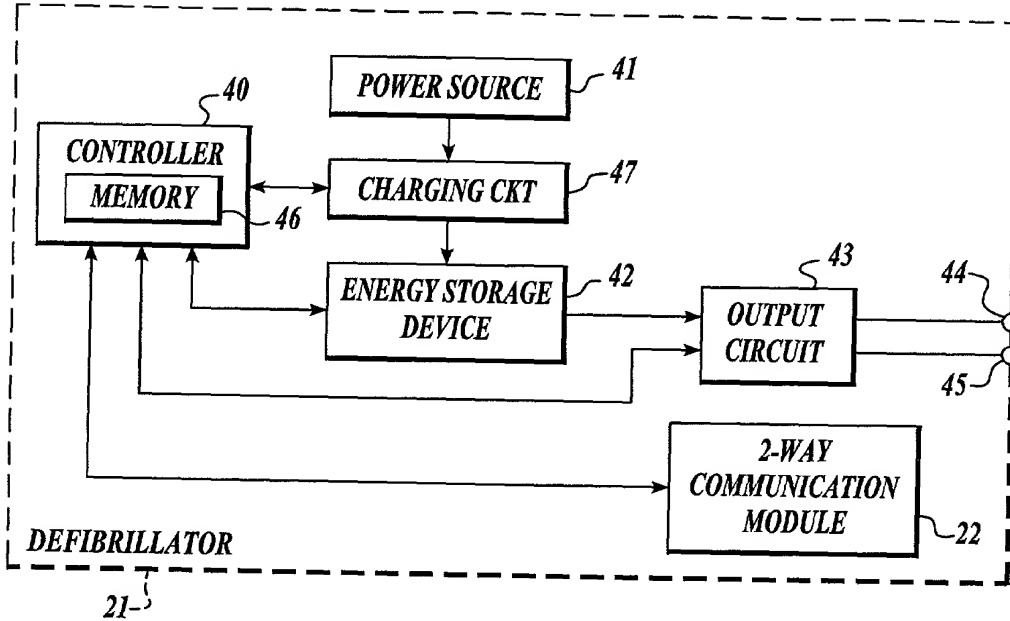 POWER SOURCE
41
40
CONTROLLER
MEMORY
46
CHARGING CKT
47
ENERGY STORAGE
DEVICE
42
43
OUTPUT
CIRCUIT
44
45
2-WAY
COMMUNICATION
MODULE
22
DEFIBRILLATOR
21